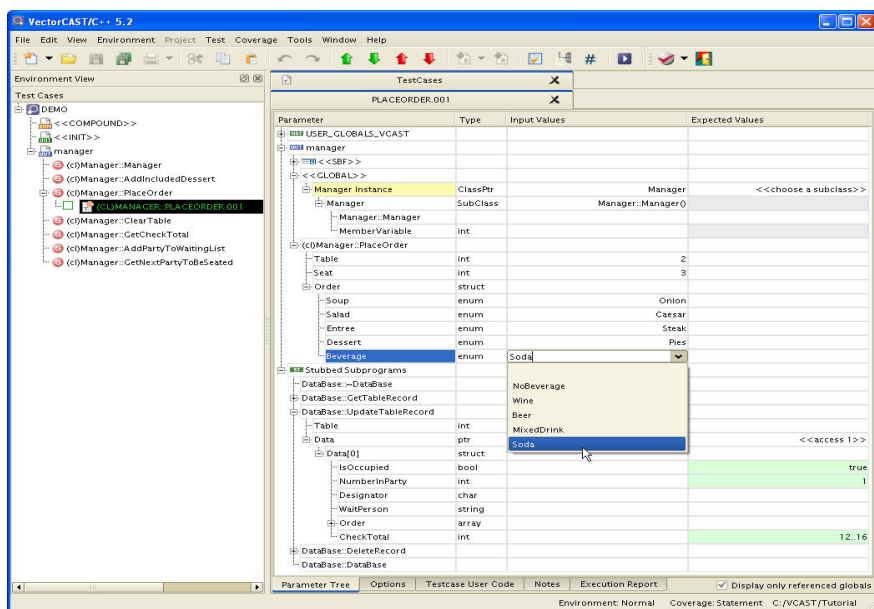 VectorCAST/C++ 5.2
File Edit View Environment Project Test Coverage Tools Window Help
Environment View
Test Cases
DEMO
<<COMPOUND>>
<<INIT>>
manager
(cl)Manager::Manager
(cl)Manager::AddIncludedDessert
(cl)Manager::PlaceOrder
(CL)MANAGER::PLACEORDER.001
(cl)Manager::ClearTable
(cl)Manager::GetCheckTotal
(cl)Manager::AddPartyToWaitingList
(cl)Manager::GetNextPartyToBeSeated
TestCases
PLACEORDER.001
Parameter Type Input Values Expected Values
USER_GLOBALS_VCAST
manager
<<SBF>>
<<GLOBAL>>
Manager Instance ClassPtr Manager <<choose a subclass>>
Manager SubClass Manager::Manager()
Manager::Manager
MemberVariable int
(cl)Manager::PlaceOrder
Table int 2
Seat int 3
Order struct
Soup enum Onion
Salad enum Caesar
Entree enum Steak
Dessert enum Pies
Beverage enum Soda
Stubbed Subprograms
DataBase::~DataBase
NoBeverage
DataBase::GetTableRecord
Wine
DataBase::UpdateTableRecord
Beer
Table int
MixedDrink
Data ptr <<access 1>>
Soda
Data[0] struct
IsOccupied bool true
NumberInParty int 1
Designator char
WaitPerson string
Order array
CheckTotal int 12..16
DataBase::DeleteRecord
DataBase::DataBase
Parameter Tree Options Testcase User Code Notes Execution Report Display only referenced globals
Environment: Normal Coverage: Statement C:/VCAST/Tutorial